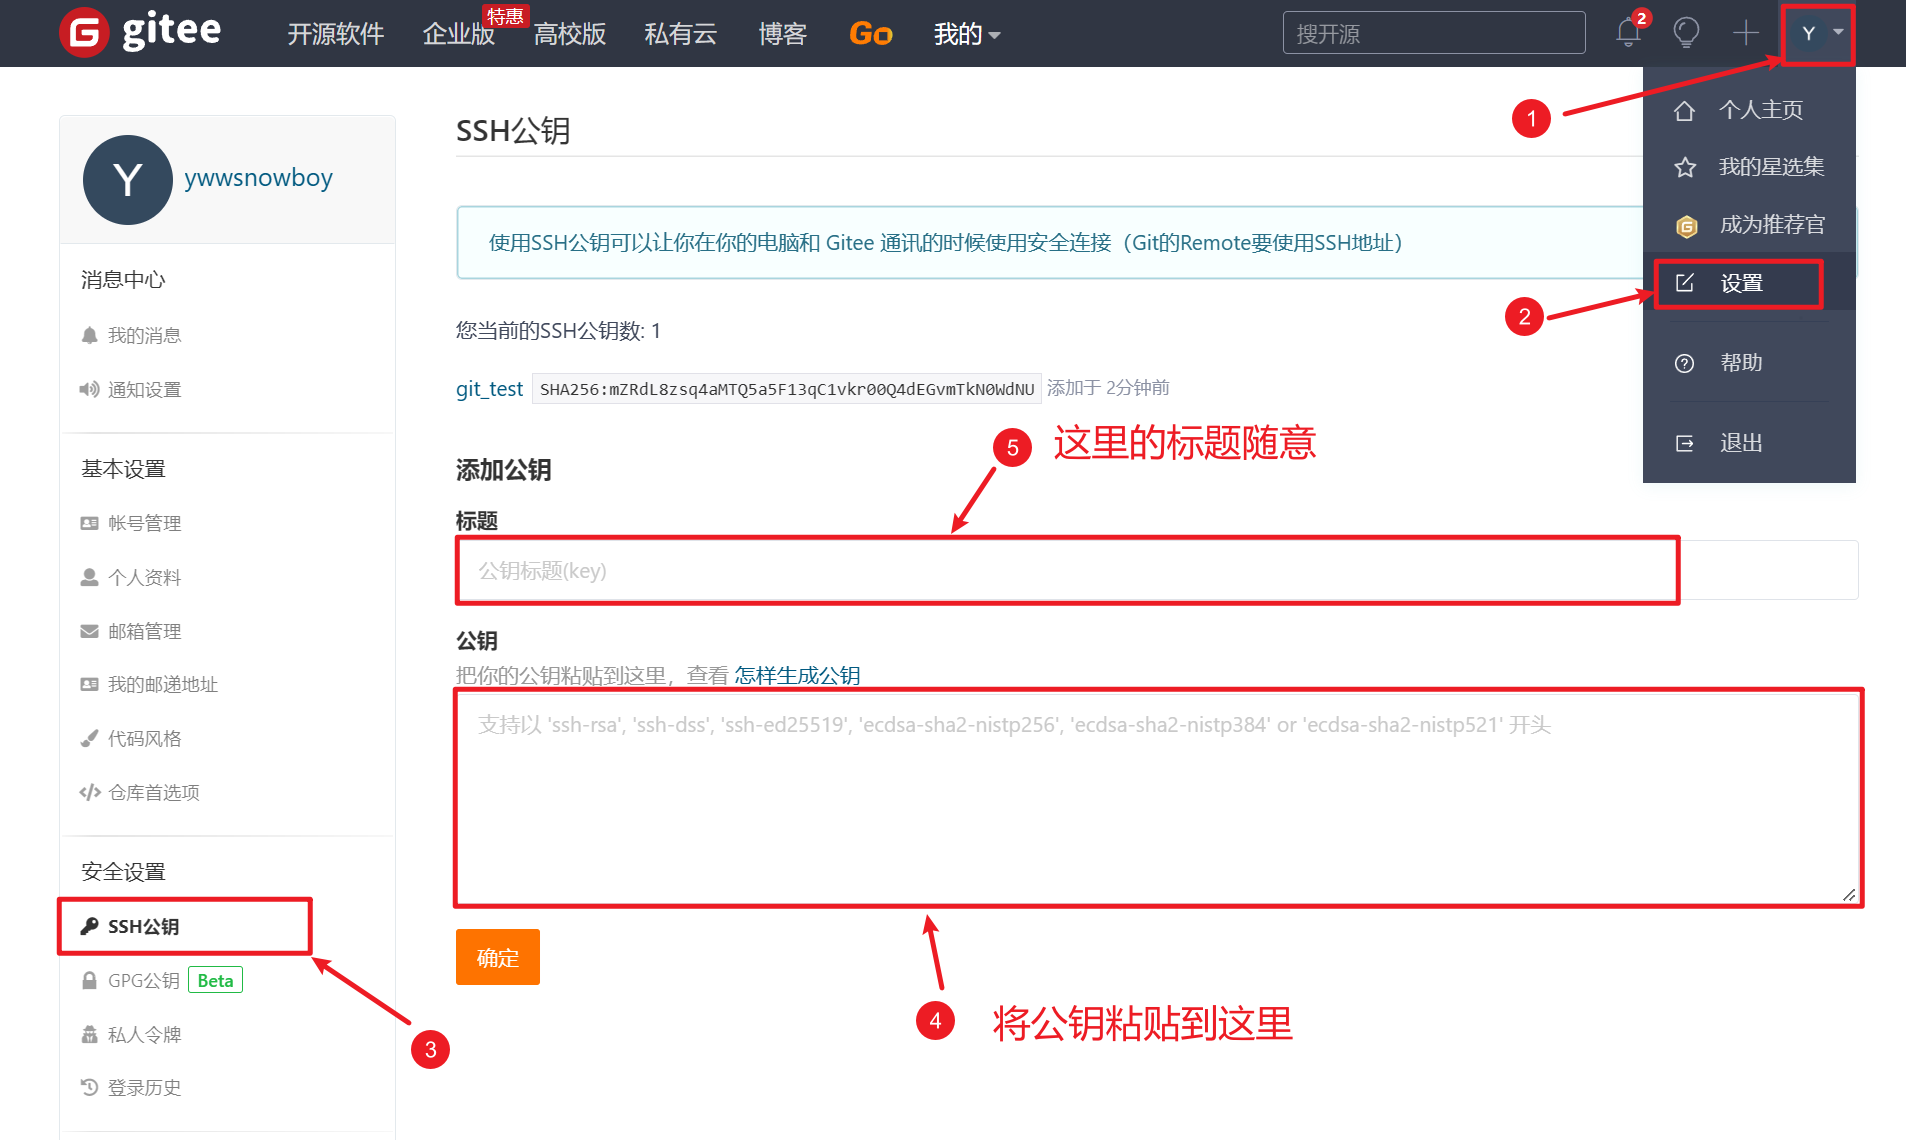 gitee 开源软件 企业版 特惠 高校版 私有云 博客 Go 我的 搜开源 2 Y
1
个人主页
我的星选集
成为推荐官
设置
2
帮助
退出
Y ywwsnowboy
消息中心
我的消息
通知设置
基本设置
帐号管理
个人资料
邮箱管理
我的邮递地址
代码风格
仓库首选项
安全设置
SSH公钥
GPG公钥 Beta
私人令牌
登录历史
3
SSH公钥
使用SSH公钥可以让你在你的电脑和 Gitee 通讯的时候使用安全连接（Git的Remote要使用SSH地址）
您当前的SSH公钥数: 1
git_test SHA256:mZRdL8zsq4aMTQ5a5F13qC1vkr00Q4dEGvmTkN0WdNU 添加于 2分钟前
5 这里的标题随意
添加公钥
标题
公钥标题(key)
公钥
把你的公钥粘贴到这里，查看 怎样生成公钥
支持以 'ssh-rsa', 'ssh-dss', 'ssh-ed25519', 'ecdsa-sha2-nistp256', 'ecdsa-sha2-nistp384' or 'ecdsa-sha2-nistp521' 开头
确定
4 将公钥粘贴到这里